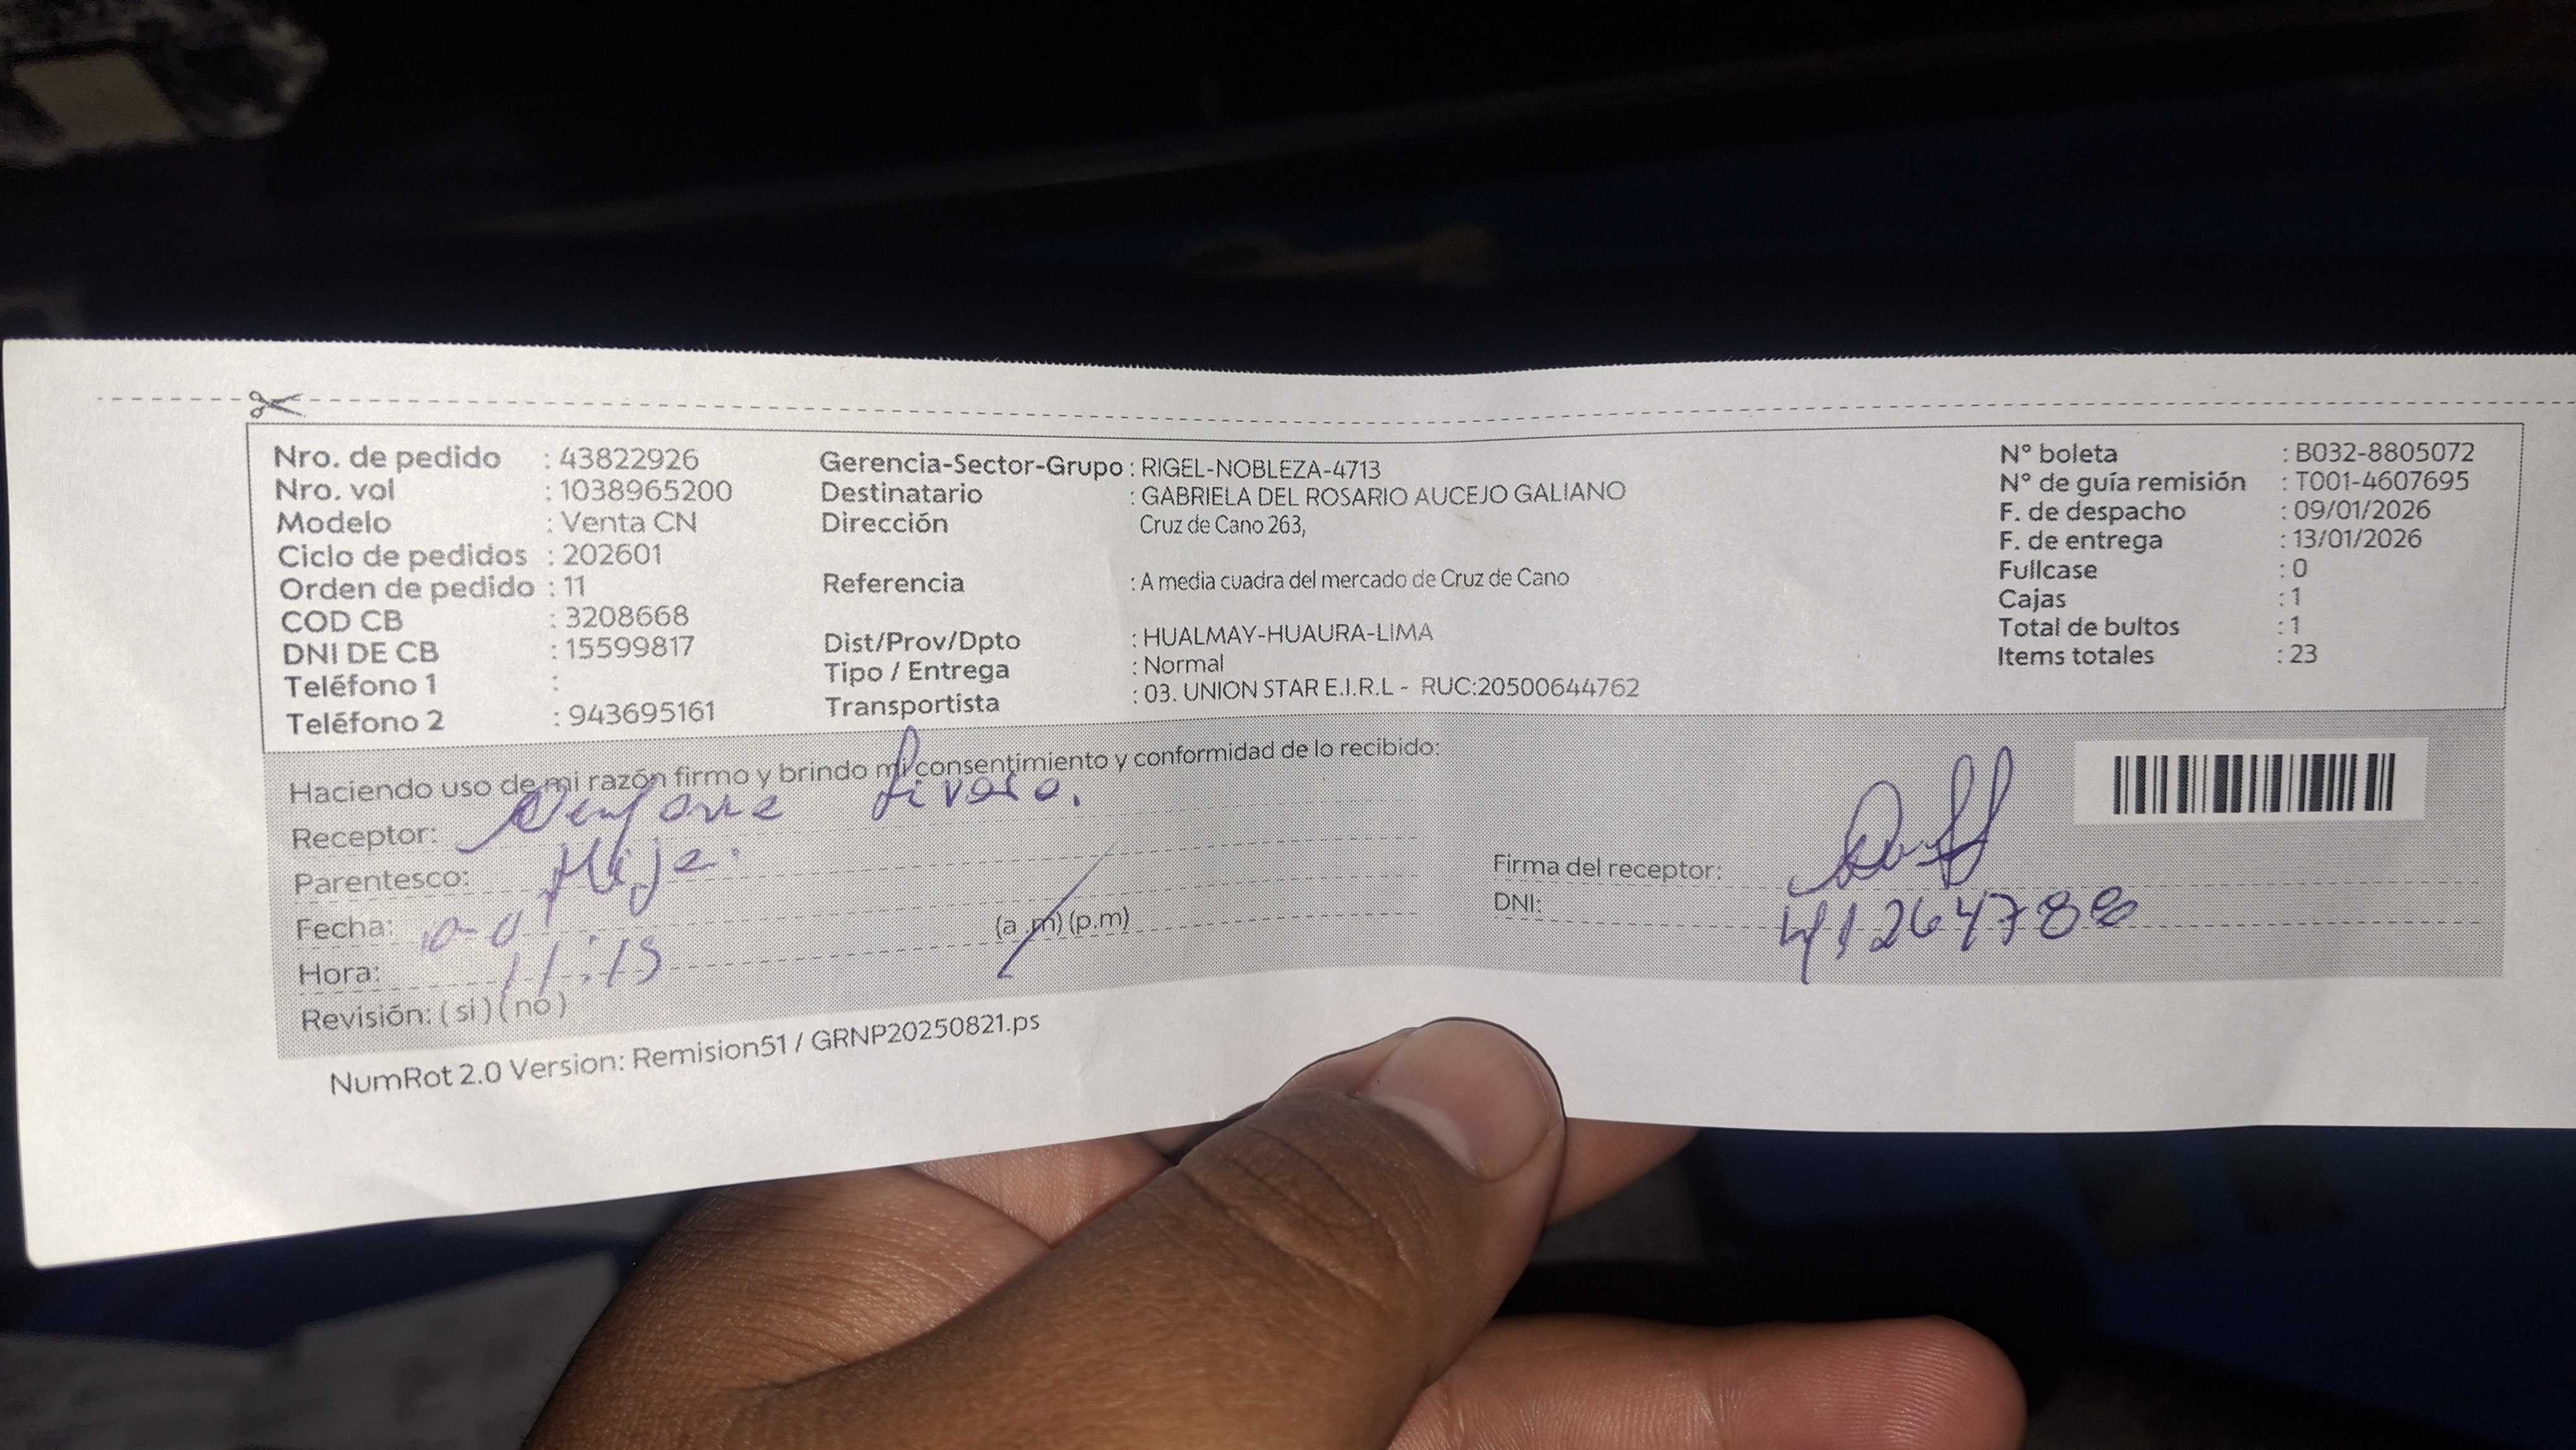 Nro. de pedido : 43822926
Nro. vol : 1038965200
Modelo : Venta CN
Ciclo de pedidos : 202601
Orden de pedido : 11
COD CB : 3208668
DNI DE CB : 15599817
Teléfono 1 :
Teléfono 2 : 943695161
Gerencia-Sector-Grupo : RIGEL-NOBLEZA-4713
Destinatario : GABRIELA DEL ROSARIO AUCEJO GALIANO
Dirección Cruz de Cano 263,
Referencia : A media cuadra del mercado de Cruz de Cano
Dist/Prov/Dpto : HUALMAY-HUAURA-LIMA
Tipo / Entrega : Normal
Transportista : 03. UNION STAR E.I.R.L - RUC:20500644762
N° boleta : B032-8805072
N° de guía remisión : T001-4607695
F. de despacho : 09/01/2026
F. de entrega : 13/01/2026
Fullcase : 0
Cajas : 1
Total de bultos : 1
Items totales : 23
Haciendo uso de mi razón firmo y brindo mi consentimiento y conformidad de lo recibido:
Receptor:
Parentesco: Hija.
Fecha:
Hora: 11:15 (a .m) (p.m)
Revisión: ( si ) ( no )
Firma del receptor:
DNI: 41264788
NumRot 2.0 Version: Remision51 / GRNP20250821.ps